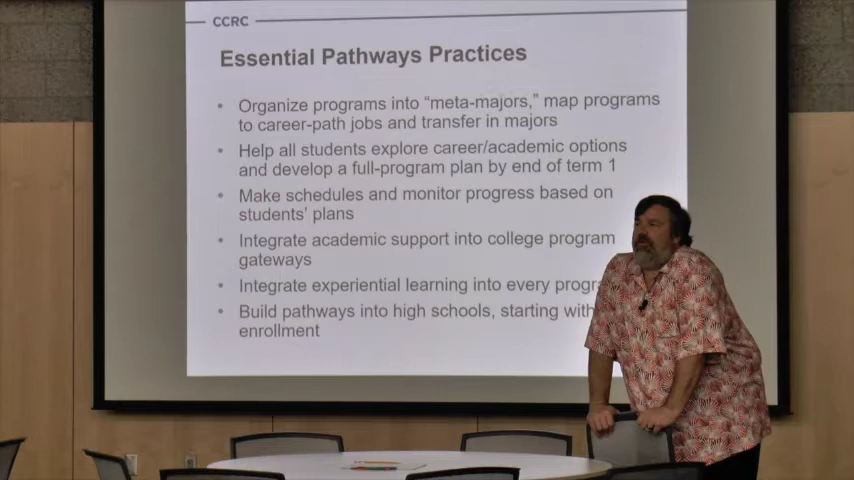 CCRC
Essential Pathways Practices
• Organize programs into “meta-majors,” map programs
to career-path jobs and transfer in majors
• Help all students explore career/academic options
and develop a full-program plan by end of term 1
• Make schedules and monitor progress based on
students’ plans
• Integrate academic support into college program
gateways
• Integrate experiential learning into every
• Build pathways into high schools, starting with
enrollment